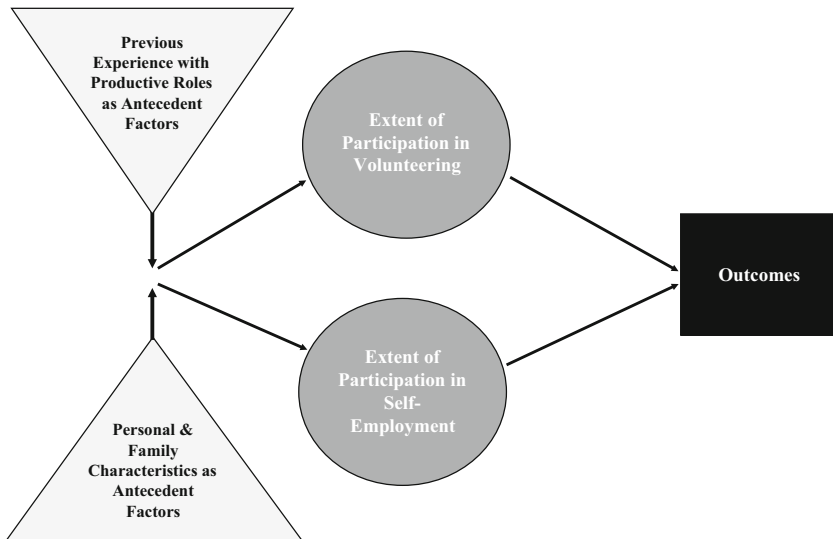 Previous
Experience with
Productive Roles
as Antecedent
Factors
Extent of
Participation in
Volunteering
Outcomes
Extent of
Participation in
Self-
Employment
Personal &
Family
Characteristics as
Antecedent
Factors